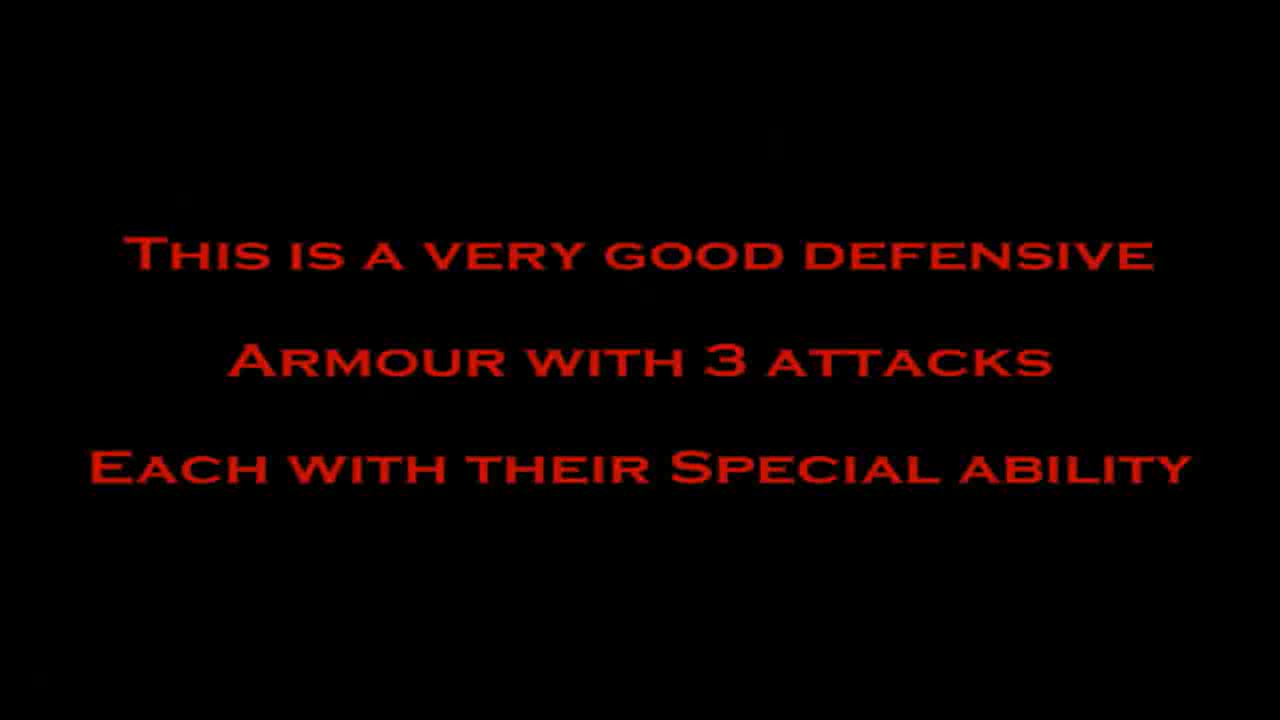 This is a very good defensive
Armour with 3 attacks
Each with their Special ability